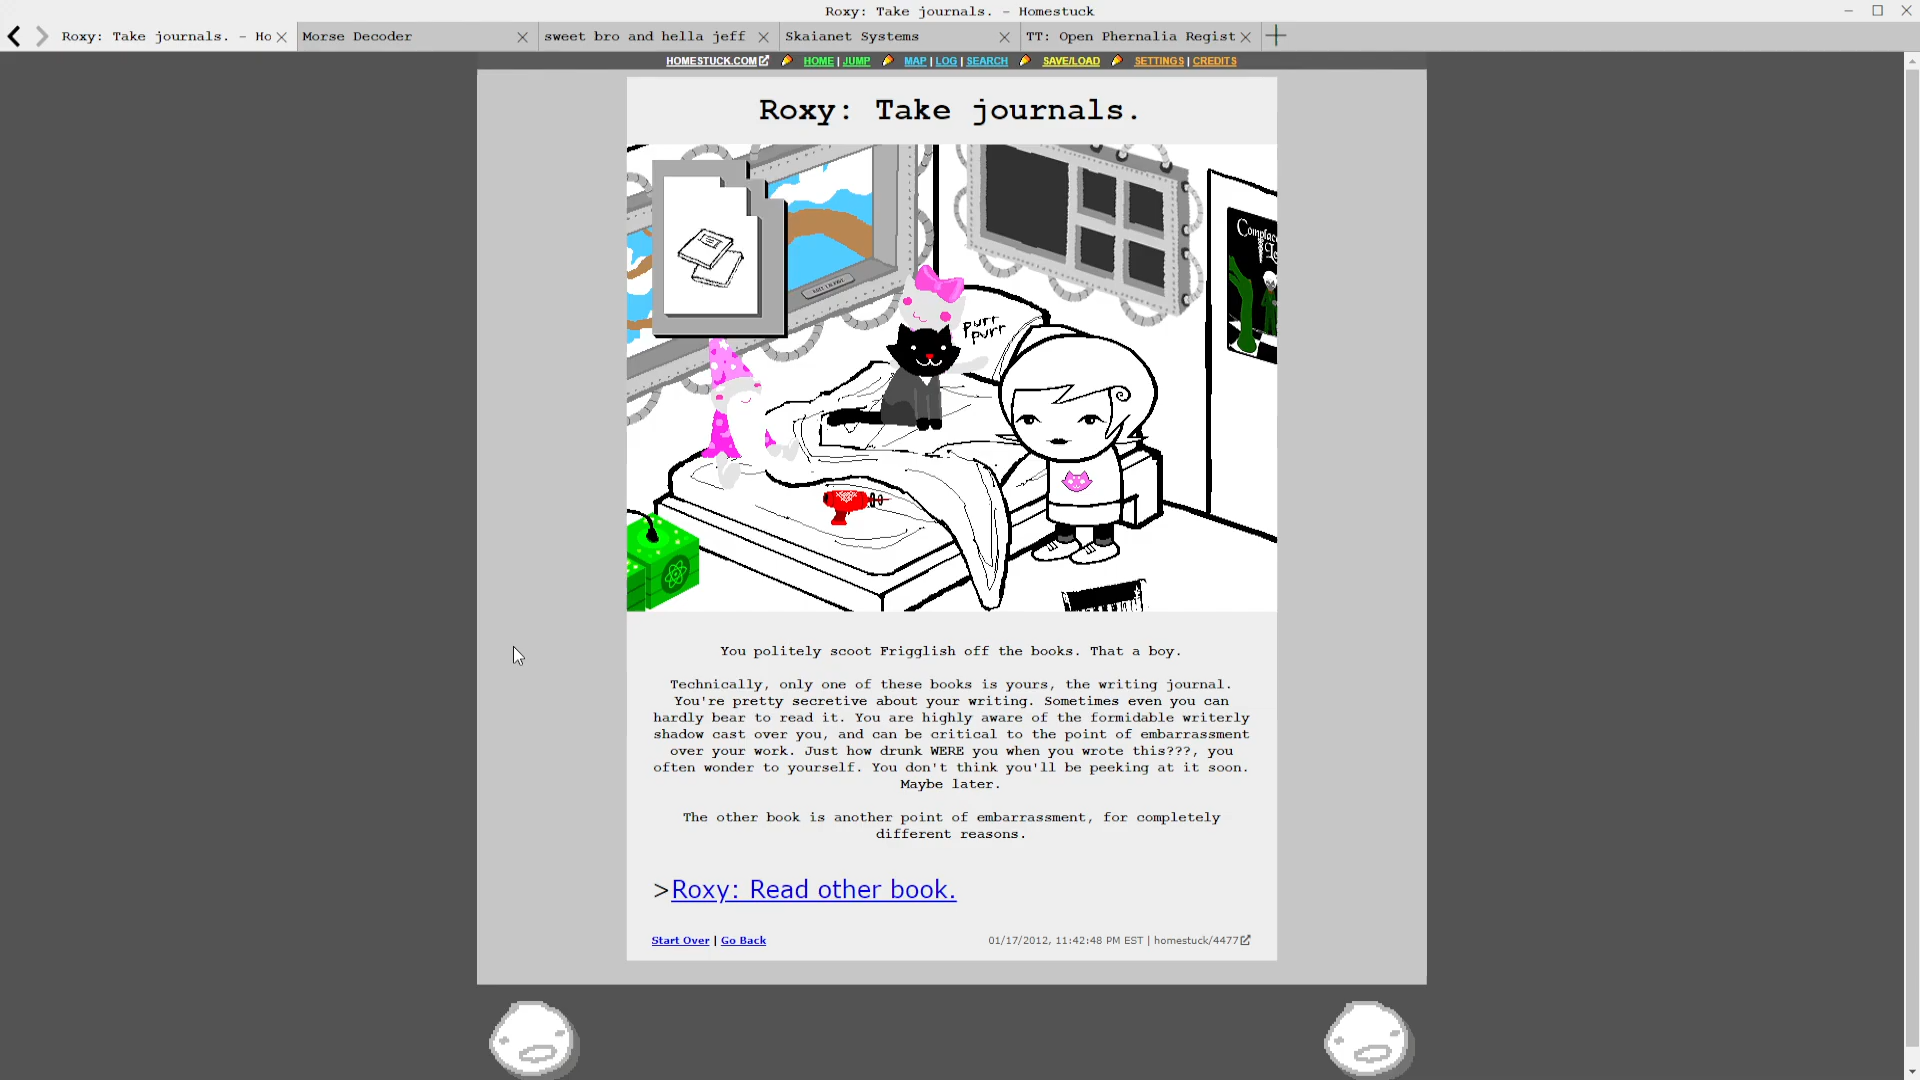 Roxy: Take journals. - Homestuck
Roxy: Take journals. - Ho
Morse Decoder
sweet bro and hella jeff
Skaianet Systems
TT: Open Phernalia Regist
HOMESTUCK.COM HOME | JUMP MAP | LOG | SEARCH SAVE/LOAD SETTINGS | CREDITS
Roxy: Take journals.
Complac
purr
purr
You politely scoot Frigglish off the books. That a boy.
Technically, only one of these books is yours, the writing journal.
You're pretty secretive about your writing. Sometimes even you can
hardly bear to read it. You are highly aware of the formidable writerly
shadow cast over you, and can be critical to the point of embarrassment
over your work. Just how drunk WERE you when you wrote this???, you
often wonder to yourself. You don't think you'll be peeking at it soon.
Maybe later.
The other book is another point of embarrassment, for completely
different reasons.
>Roxy: Read other book.
Start Over | Go Back
01/17/2012, 11:42:48 PM EST | homestuck/4477